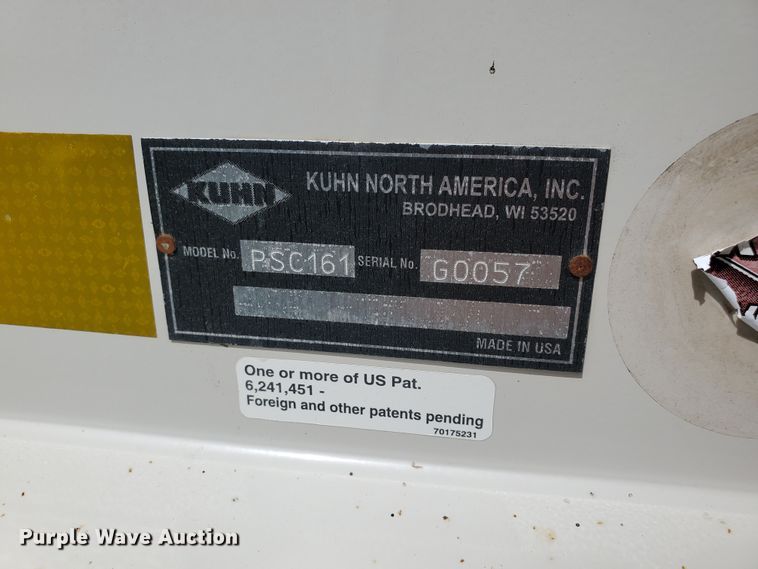 KUHN
KUHN NORTH AMERICA, INC.
BRODHEAD, WI 53520
MODEL No. PSC161 SERIAL No. G0057
MADE IN USA
One or more of US Pat.
6,241,451 -
Foreign and other patents pending
70175231
Purple Wave Auction